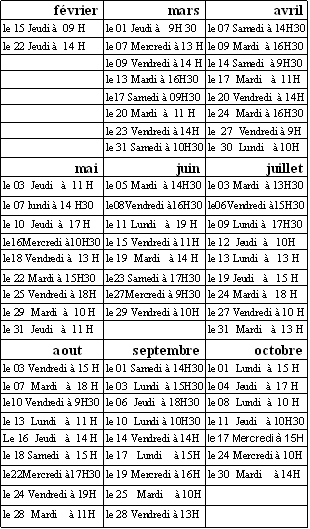 février mars avril
le 15 Jeudi à 09 H le 01 Jeudi à 9H 30 le 07 Samedi à 14H30
le 22 Jeudi à 14 H le 07 Mercredi à 13 H le 09 Mardi à 16H30
le 09 Vendredi à 14 H le 14 Samedi à 9H30
le 13 Mardi à 16H30 le 17 Mardi à 11H
le17 Samedi à 09H30 le 20 Vendredi à 14H
le 20 Mardi à 11 H le 24 Mardi à 16H30
le 23 Vendredi à 14H le 27 Vendredi à 9H
le 31 Samedi à 10H30 le 30 Lundi à 10H
mai juin juillet
le 03 Jeudi à 11 H le 05 Mardi à 14H30 le 03 Mardi à 13H30
le 07 lundi à 14 H30 le08Vendredi à16H30 le06Vendredi à15H30
le 10 Jeudi à 17 H le 11 Lundi à 19 H le 09 Lundi à 17H30
le16Mercredi à10H30 le 15 Vendredi à 11H le 12 Jeudi à 10H
le18 Vendredi à 13 H le 19 Mardi à 14 H le 13 Lundi à 13 H
le 22 Mardi à 15H30 le23 Samedi à 17H30 le 19 Jeudi à 15 H
le 25 Vendredi à 18H le27Mercredi à 9H30 le 24 Mardi à 18 H
le 29 Mardi à 10 H le 29 Vendredi à 10H le 27 Vendredi à 10 H
le 31 Jeudi à 11 H le 31 Mardi à 13 H
aout septembre octobre
le 03 Vendredi à 15 H le 01 Samedi à 14H30 le 01 Lundi à 15 H
le 07 Mardi à 18 H le 03 Lundi à 15H30 le 04 Jeudi à 17 H
le10 Vendredi à 9H30 le 06 Jeudi à 18H30 le 08 Lundi à 10 H
le 13 Lundi à 11 H le 10 Lundi à 10H30 le 11 Jeudi à 10H30
Le 16 Jeudi à 14 H le 14 Vendredi à 14H le 17 Mercredi à 15H
le 18 Samedi à 15 H le 17 Lundi à 15H le 24 Mercredi à 10H
le22Mercredi à17H30 le 19 Mercredi à 16H le 30 Mardi à 14H
le 24 Vendredi à 19H le 25 Mardi à 10H
le 28 Mardi à 11H le 28 Vendredi à 13H